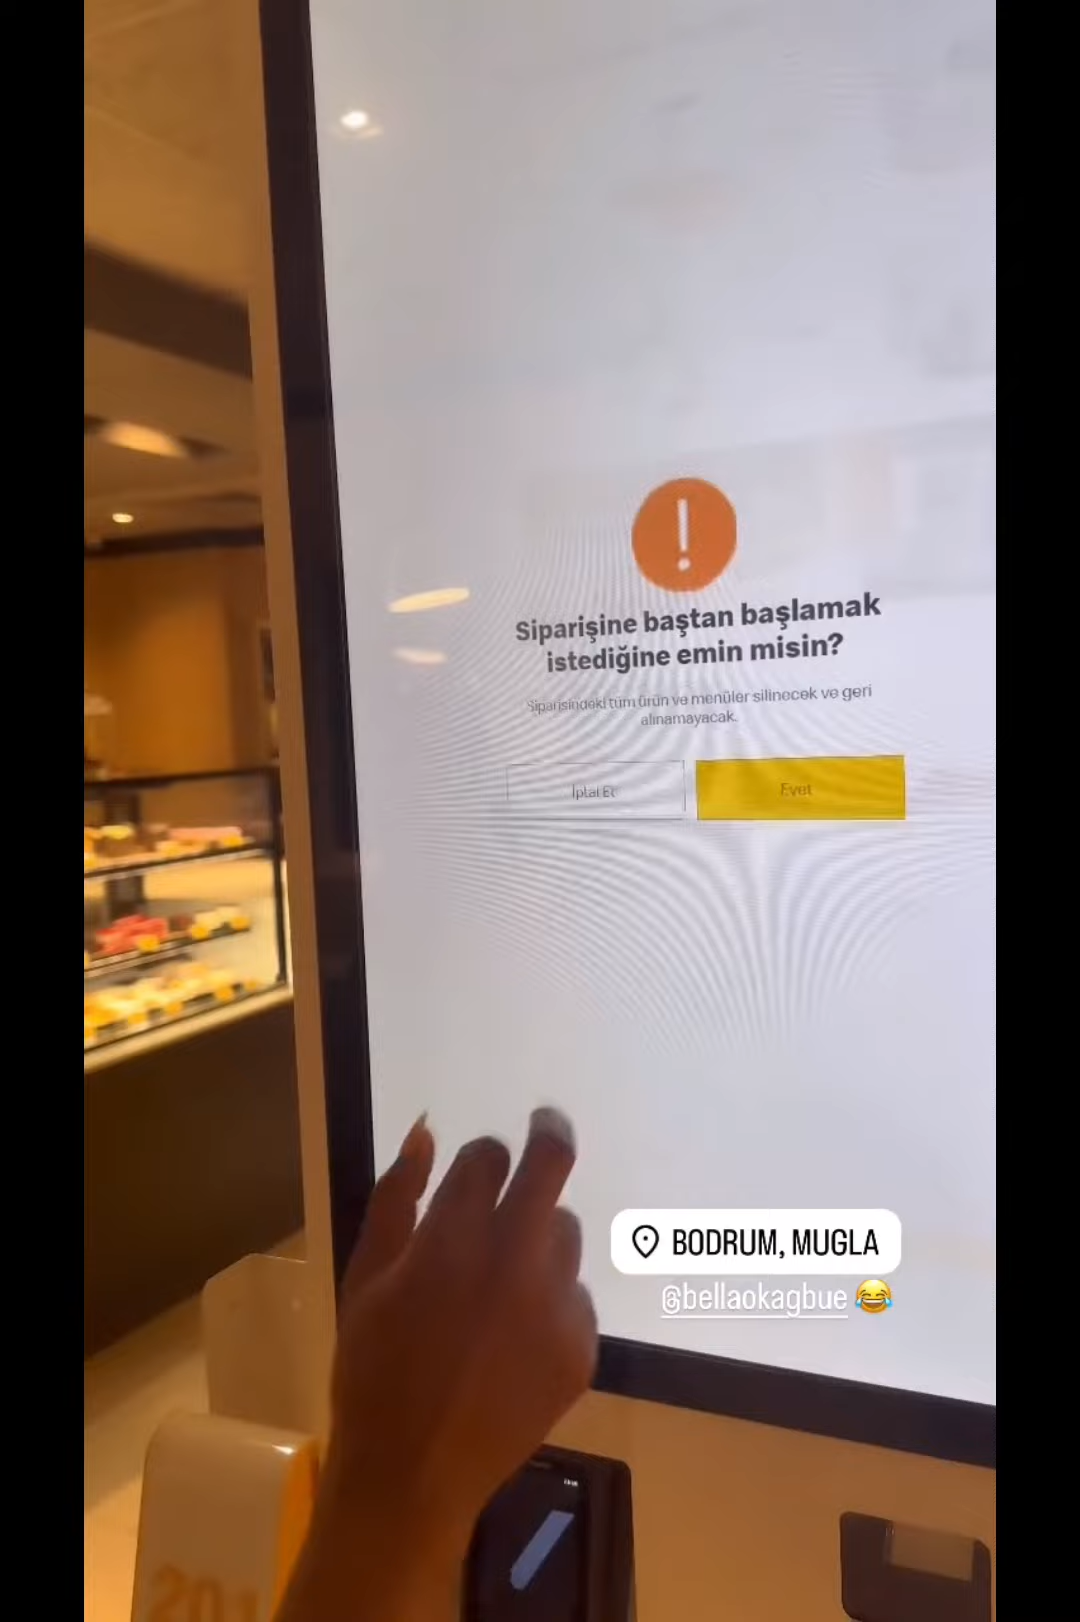 Siparişine baştan başlamak
istediğine emin misin?
Siparişindeki tüm ürün ve menüler silinecek ve geri
alınamayacak.
İptal Et
Evet
BODRUM, MUGLA
@bellaokagbue 😂